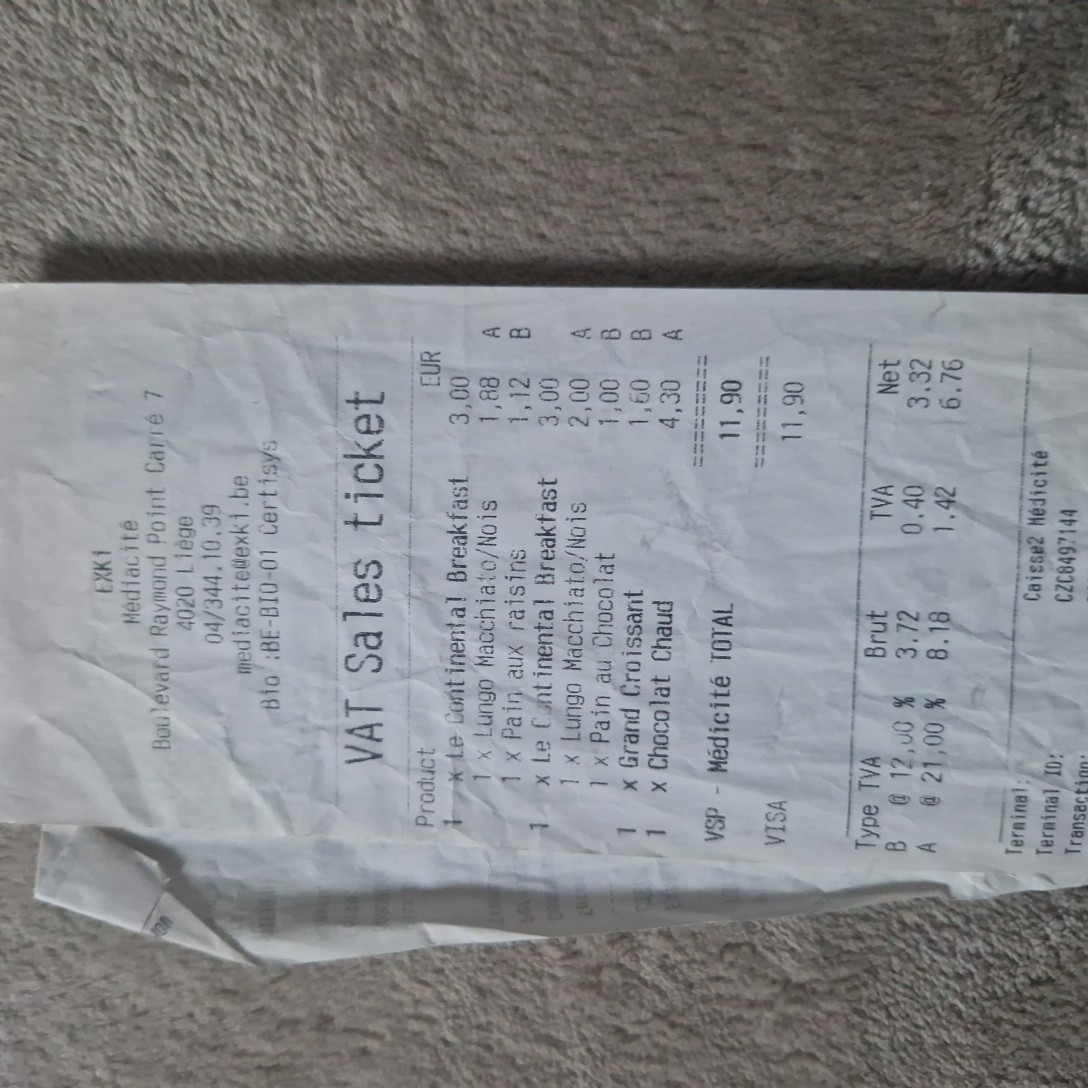 EXKI
Médiacité
Boulevard Raymond Point Carré 7
4020 Liège
04/344.10.39
mediacite@exki.be
Bio :BE-BIO-01 Certisys
VAT Sales ticket
Product EUR
1 x Le Continental Breakfast 3,00
1 x Lungo Macchiato/Nois 1,88 A
1 x Pain aux raisins 1,12 B
1 x Le Continental Breakfast 3,00
1 x Lungo Macchiato/Nois 2,00 A
1 x Pain au Chocolat 1,00 B
1 x Grand Croissant 1,60 B
1 x Chocolat Chaud 4,30 A
=========
VSP - Médicité TOTAL 11,90
=========
VISA 11,90
Type TVA Brut TVA Net
B @ 12,00 % 3.72 0.40 3.32
A @ 21,00 % 8.18 1.42 6.76
Terminal: Caisse2 Médicité
Terminal ID: CZC8497144
Transaction: